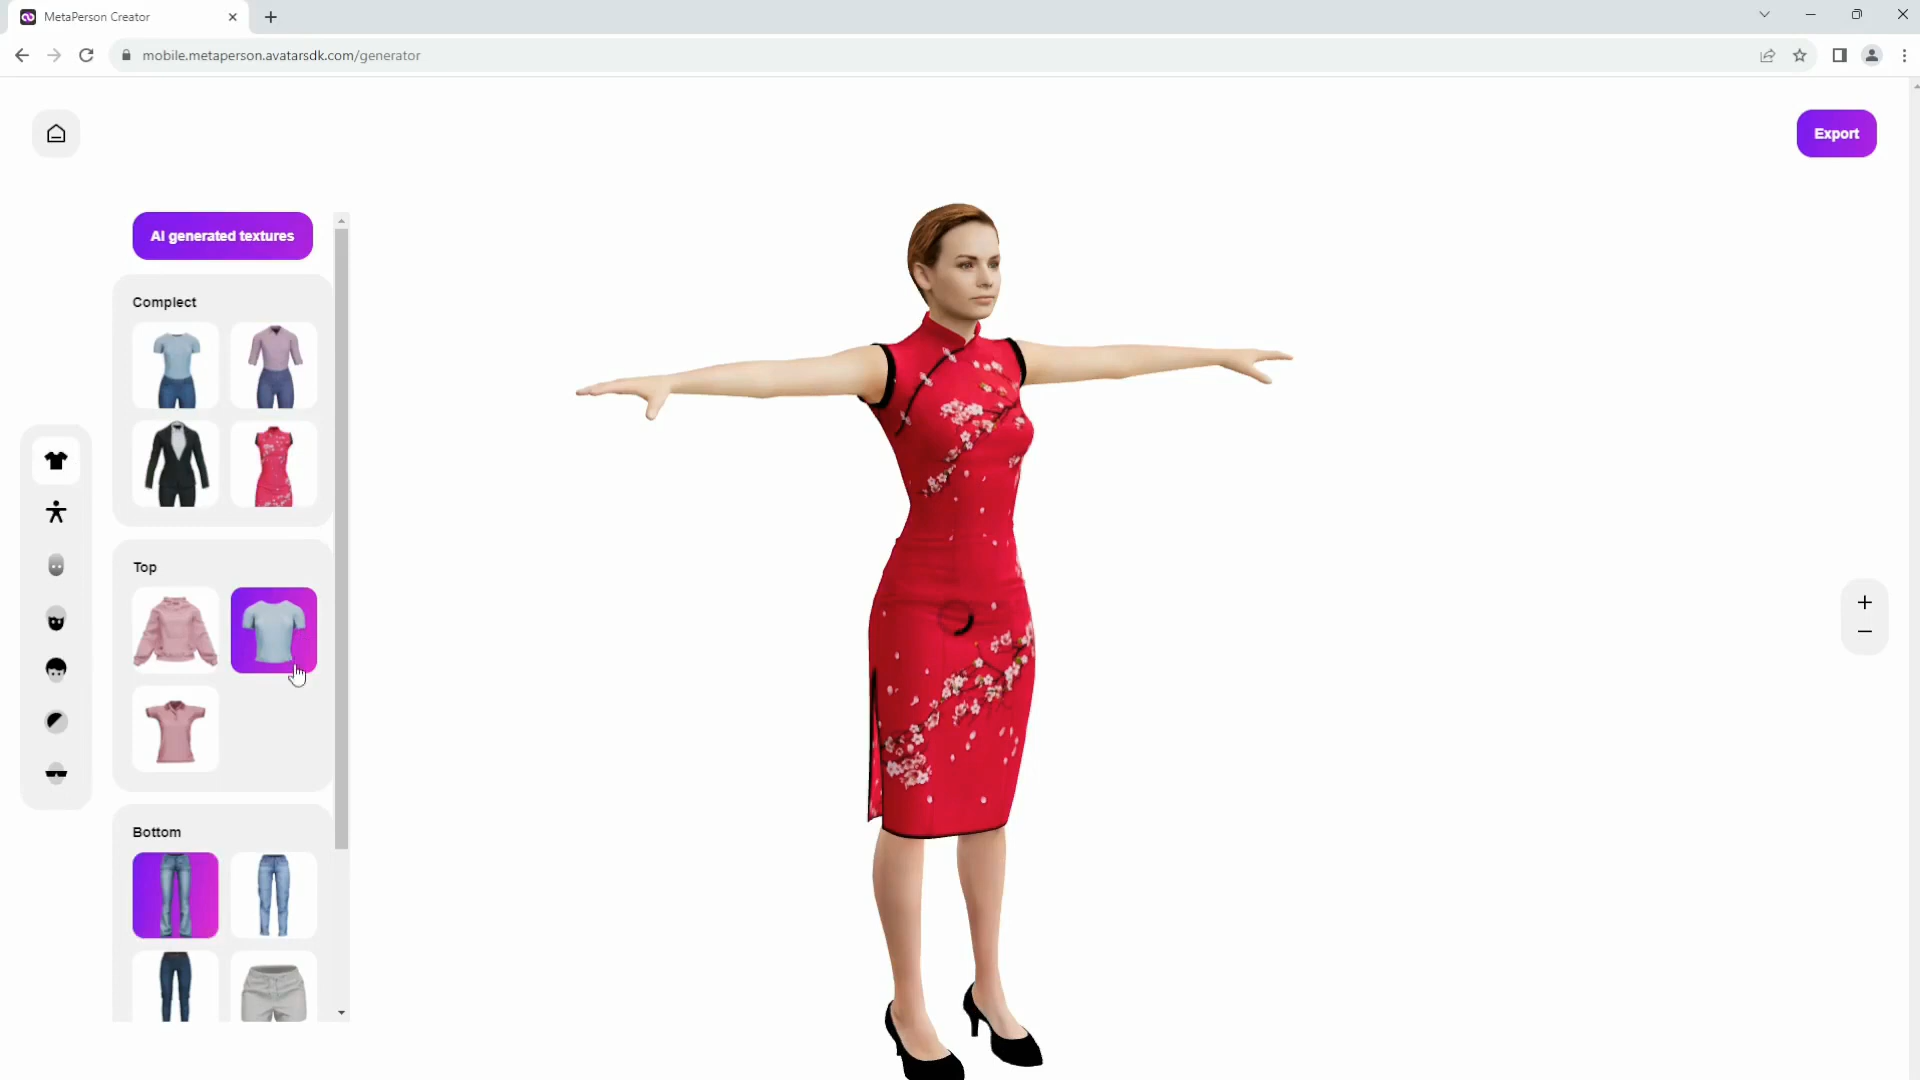 MetaPerson Creator
mobile.metaperson.avatarsdk.com/generator
Export
AI generated textures
Complect
Top
Bottom